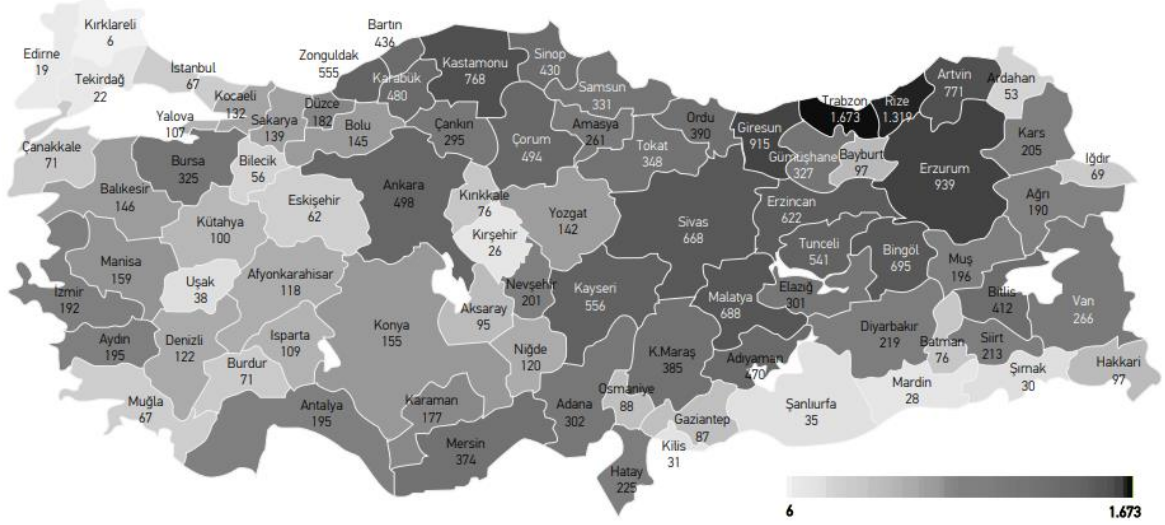 Kırklareli
6
Edirne
19
Tekirdağ
22
İstanbul
67
Kocaeli
132
Yalova
107
Sakarya
139
Düzce
182
Bolu
145
Zonguldak
555
Bartın
436
Karabük
480
Kastamonu
768
Sinop
430
Samsun
331
Çankırı
295
Çorum
494
Amasya
261
Tokat
348
Ordu
390
Giresun
915
Trabzon
1.673
Rize
1.319
Artvin
771
Ardahan
53
Gümüşhane
327
Bayburt
97
Erzurum
939
Kars
205
Iğdır
69
Ağrı
190
Çanakkale
71
Balıkesir
146
Bursa
325
Bilecik
56
Eskişehir
62
Kütahya
100
Ankara
498
Kırıkkale
76
Kırşehir
26
Yozgat
142
Sivas
668
Erzincan
622
Tunceli
541
Bingöl
695
Muş
196
Bitlis
412
Van
266
Manisa
159
Uşak
38
Afyonkarahisar
118
İzmir
192
Aydın
195
Denizli
122
Isparta
109
Burdur
71
Muğla
67
Antalya
195
Konya
155
Aksaray
95
Nevşehir
201
Niğde
120
Kayseri
556
Malatya
688
Elazığ
301
Diyarbakır
219
Batman
76
Siirt
213
Şırnak
30
Hakkari
97
Mardin
28
Şanlıurfa
35
Adıyaman
470
K.Maraş
385
Osmaniye
88
Gaziantep
87
Kilis
31
Hatay
225
Adana
302
Mersin
374
Karaman
177
6
1.673